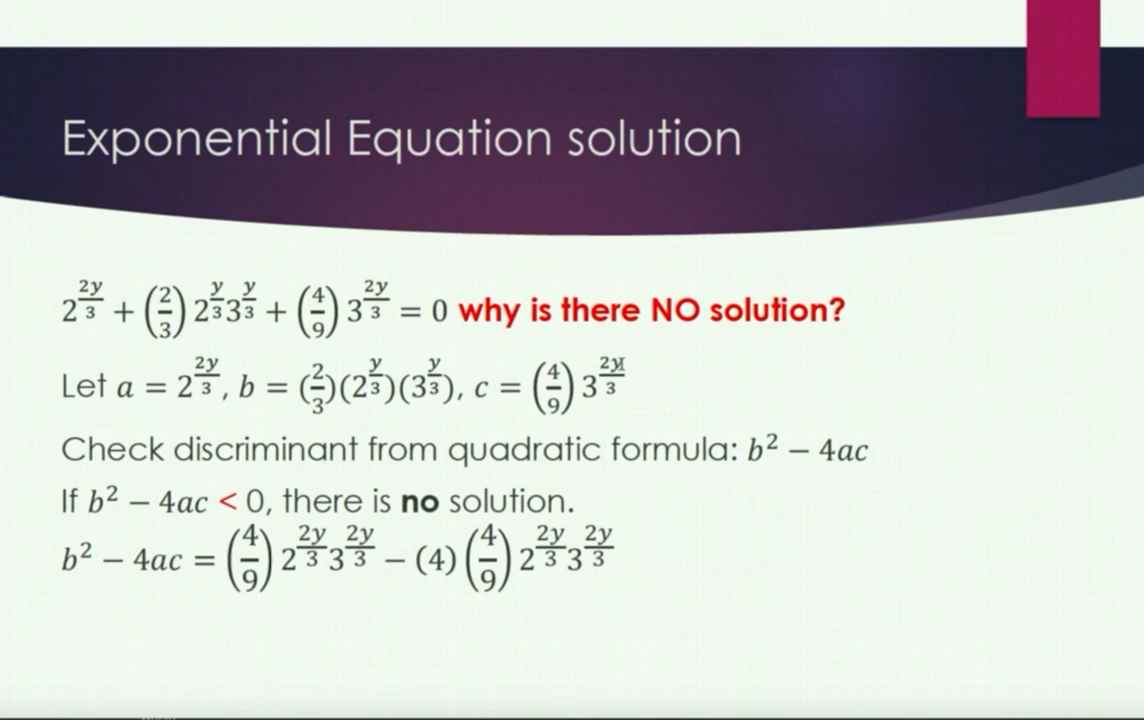 Exponential Equation solution
2^(2y/3) + (2/3) 2^(y/3) 3^(y/3) + (4/9) 3^(2y/3) = 0 why is there NO solution?
Let a = 2^(2y/3), b = (2/3)(2^(y/3))(3^(y/3)), c = (4/9) 3^(2y/3)
Check discriminant from quadratic formula: b² − 4ac
If b² − 4ac < 0, there is no solution.
b² − 4ac = (4/9) 2^(2y/3) 3^(2y/3) − (4)(4/9) 2^(2y/3) 3^(2y/3)